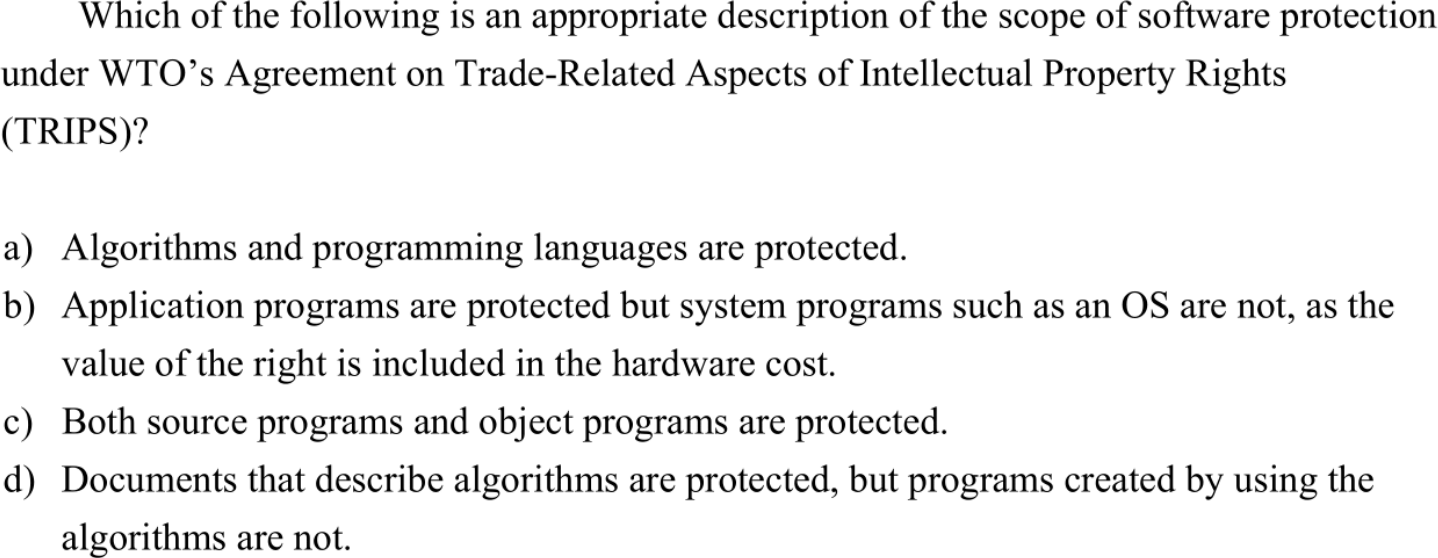 Which of the following is an appropriate description of the scope of software protection
under WTO’s Agreement on Trade-Related Aspects of Intellectual Property Rights
(TRIPS)?
a) Algorithms and programming languages are protected.
b) Application programs are protected but system programs such as an OS are not, as the
value of the right is included in the hardware cost.
c) Both source programs and object programs are protected.
d) Documents that describe algorithms are protected, but programs created by using the
algorithms are not.